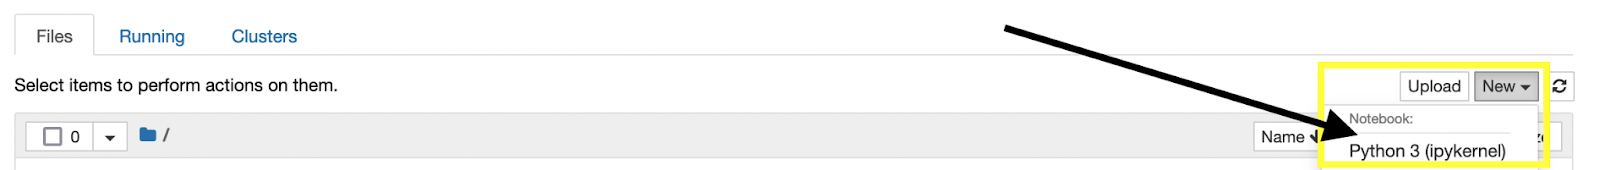 Files Running Clusters
Select items to perform actions on them. Upload New
Notebook:
0 / Name
Python 3 (ipykernel)